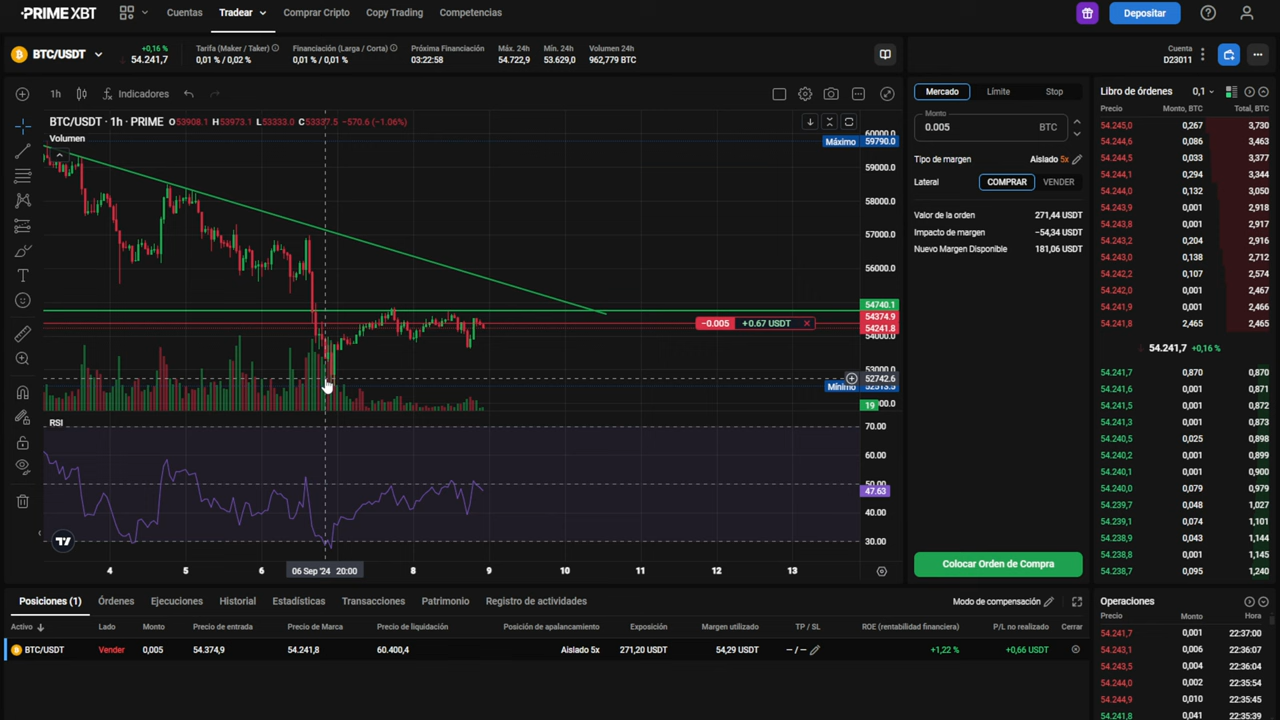 PRIME XBT Cuentas Tradear Comprar Cripto Copy Trading Competencias Depositar
BTC/USDT +0,16 % 54.241,7
Tarifa (Maker / Taker) 0,01 % / 0,02 %
Financiación (Larga / Corta) 0,01 % / 0,01 %
Próxima Financiación 03:22:58
Máx. 24h 54.722,9
Mín. 24h 53.629,0
Volumen 24h 962,779 BTC
Cuenta D23011
1h Indicadores
BTC/USDT · 1h · PRIME O53908.1 H53973.1 L53333.0 C53337.5 −570.6 (−1.06%)
Volumen
60000.0
Máximo 59790.0
59000.0
58000.0
57000.0
56000.0
54740.1
54374.9
−0.005 +0.67 USDT
54241.8
54000.0
53000.0
52742.6
Mínimo
19
RSI
70.00
60.00
50.00
47.63
40.00
30.00
4 5 6 06 Sep '24 20:00 8 9 10 11 12 13
Mercado Límite Stop
Monto
0.005 BTC
Tipo de margen Aislado 5x
Lateral COMPRAR VENDER
Valor de la orden 271,44 USDT
Impacto de margen −54,34 USDT
Nuevo Margen Disponible 181,06 USDT
Colocar Orden de Compra
Libro de órdenes 0,1
Precio Monto, BTC Total, BTC
54.245,0 0,267 3,730
54.244,6 0,086 3,463
54.244,5 0,033 3,377
54.244,1 0,294 3,344
54.244,0 0,132 3,050
54.243,9 0,001 2,918
54.243,8 0,001 2,917
54.243,2 0,204 2,916
54.243,0 0,138 2,712
54.242,2 0,107 2,574
54.242,0 0,001 2,467
54.241,9 0,001 2,466
54.241,8 2,465 2,465
54.241,7 +0,16 %
54.241,7 0,870 0,870
54.241,6 0,001 0,871
54.241,5 0,001 0,872
54.241,3 0,001 0,873
54.240,5 0,025 0,898
54.240,2 0,001 0,899
54.240,1 0,001 0,900
54.240,0 0,079 0,979
54.239,7 0,048 1,027
54.239,1 0,074 1,101
54.238,9 0,043 1,144
54.238,8 0,001 1,145
54.238,7 0,095 1,240
Posiciones (1) Órdenes Ejecuciones Historial Estadísticas Transacciones Patrimonio Registro de actividades Modo de compensación
Activo Lado Monto Precio de entrada Precio de Marca Precio de liquidación Posición de apalancamiento Exposición Margen utilizado TP / SL ROE (rentabilidad financiera) P/L no realizado Cerrar
BTC/USDT Vender 0,005 54.374,9 54.241,8 60.400,4 Aislado 5x 271,20 USDT 54,29 USDT – / – +1,22 % +0,66 USDT
Operaciones
Precio Monto Hora
54.241,7 0,001 22:37:00
54.243,1 0,006 22:36:07
54.243,5 0,004 22:36:04
54.244,0 0,002 22:35:54
54.244,9 0,010 22:35:45
54.241,8 0,041 22:35:39